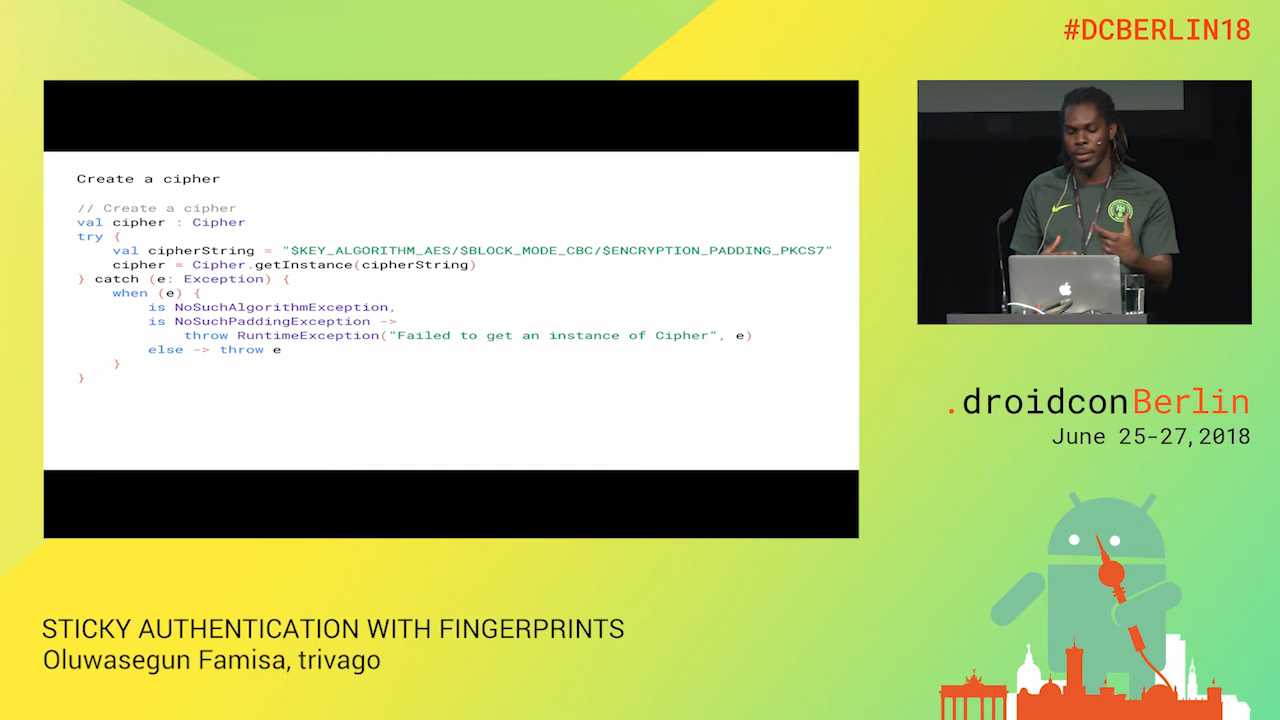 #DCBERLIN18
Create a cipher
// Create a cipher
val cipher : Cipher
try {
val cipherString = "$KEY_ALGORITHM_AES/$BLOCK_MODE_CBC/$ENCRYPTION_PADDING_PKCS7"
cipher = Cipher.getInstance(cipherString)
} catch (e: Exception) {
when (e) {
is NoSuchAlgorithmException,
is NoSuchPaddingException ->
throw RuntimeException("Failed to get an instance of Cipher", e)
else -> throw e
}
}
.droidconBerlin
June 25-27,2018
STICKY AUTHENTICATION WITH FINGERPRINTS
Oluwasegun Famisa, trivago